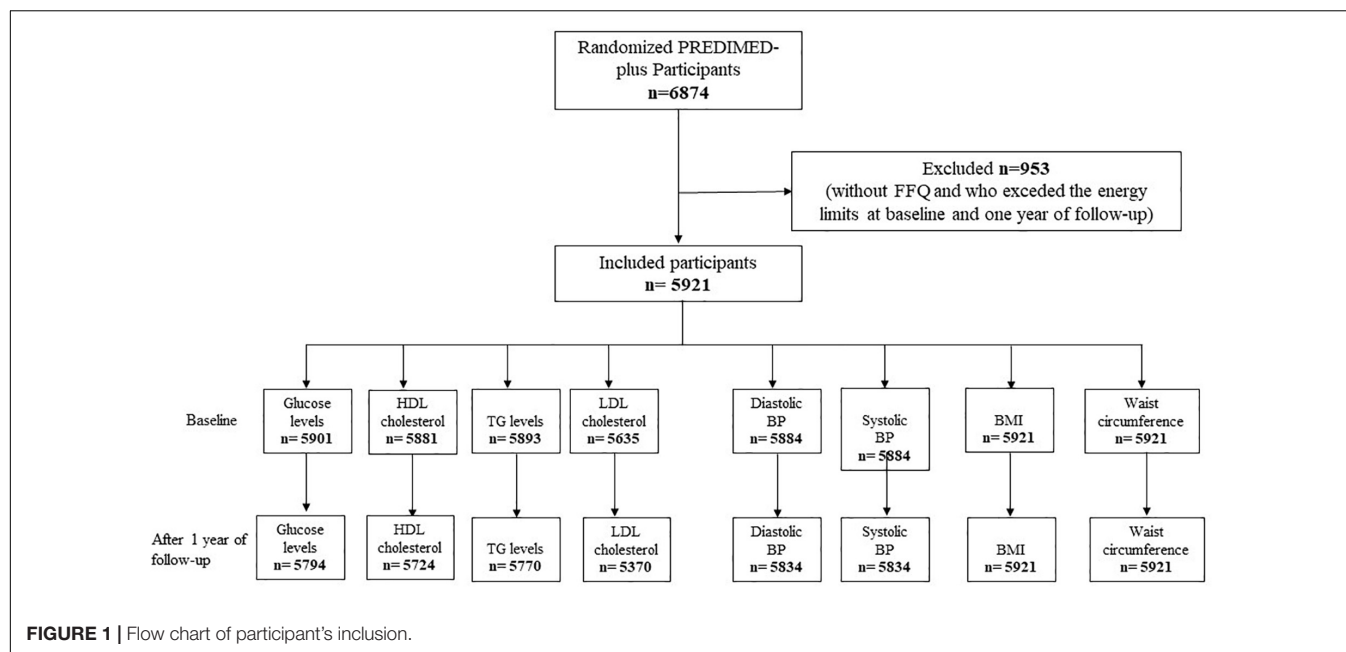 Randomized PREDIMED-
plus Participants
n=6874
Excluded n=953
(without FFQ and who exceded the energy
limits at baseline and one year of follow-up)
Included participants
n= 5921
Baseline
Glucose
levels
n= 5901
HDL
cholesterol
n= 5881
TG levels
n= 5893
LDL
cholesterol
n= 5635
Diastolic
BP
n= 5884
Systolic
BP
n= 5884
BMI
n= 5921
Waist
circumference
n= 5921
After 1 year of
follow-up
Glucose
levels
n= 5794
HDL
cholesterol
n= 5724
TG levels
n= 5770
LDL
cholesterol
n= 5370
Diastolic
BP
n= 5834
Systolic
BP
n= 5834
BMI
n= 5921
Waist
circumference
n= 5921
FIGURE 1 | Flow chart of participant's inclusion.